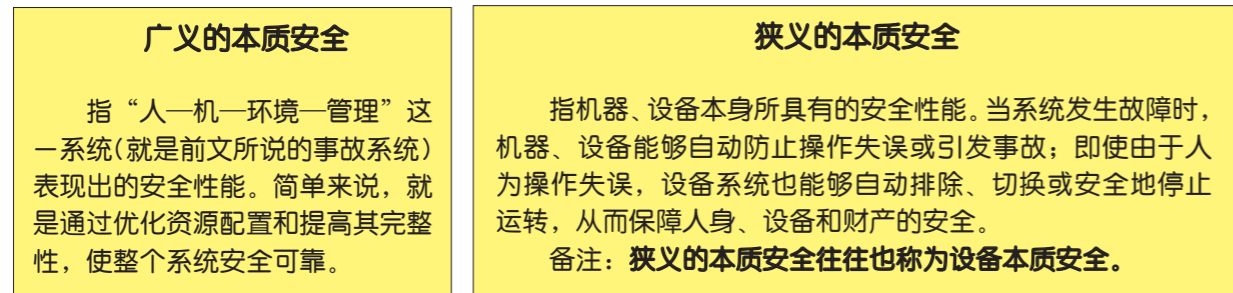 广义的本质安全
指“人—机—环境—管理”这
一系统(就是前文所说的事故系统)
表现出的安全性能。简单来说，就
是通过优化资源配置和提高其完整
性，使整个系统安全可靠。
狭义的本质安全
指机器、设备本身所具有的安全性能。当系统发生故障时，
机器、设备能够自动防止操作失误或引发事故；即使由于人
为操作失误，设备系统也能够自动排除、切换或安全地停止
运转，从而保障人身、设备和财产的安全。
备注：狭义的本质安全往往也称为设备本质安全。